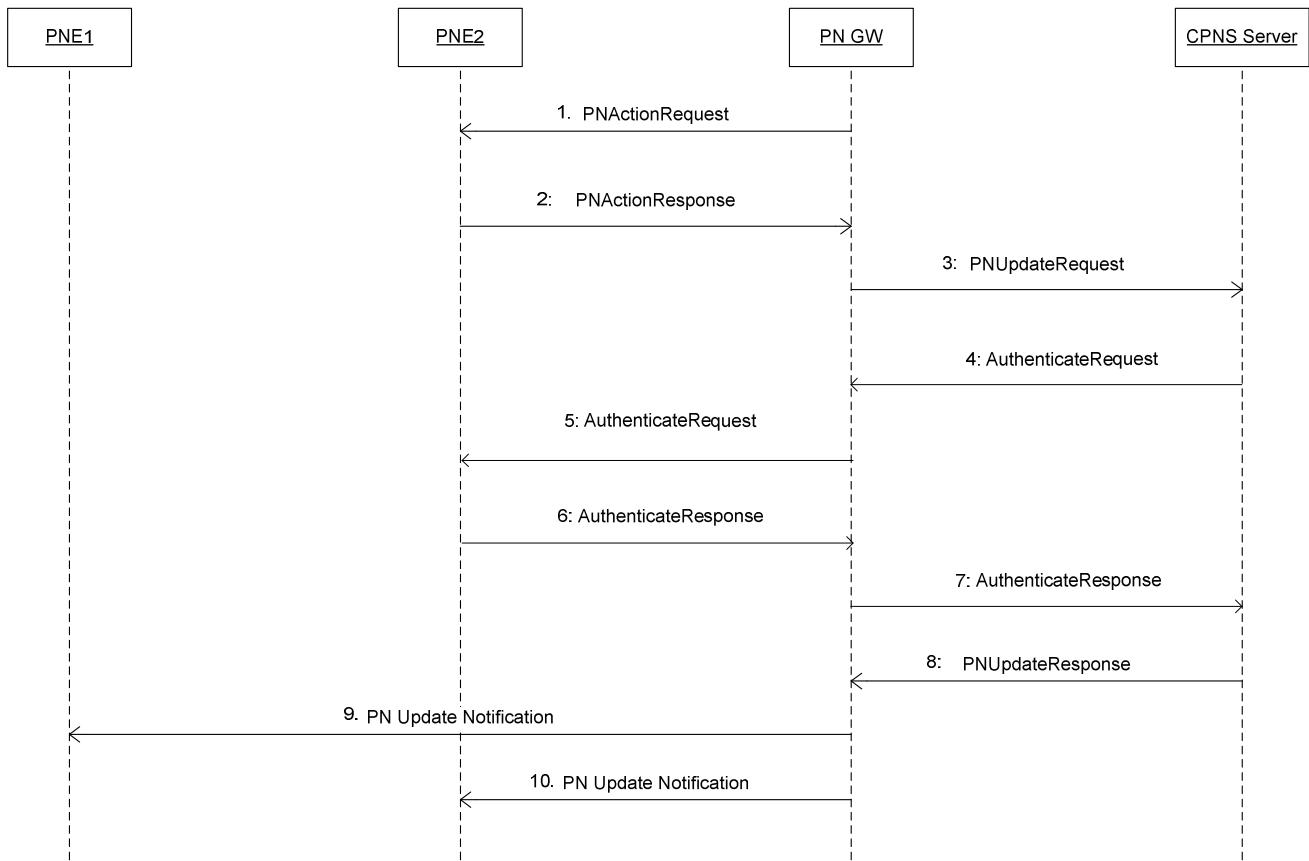 PNE1
PNE2
PN GW
CPNS Server
1. PNActionRequest
2: PNActionResponse
3: PNUpdateRequest
4: AuthenticateRequest
5: AuthenticateRequest
6: AuthenticateResponse
7: AuthenticateResponse
8: PNUpdateResponse
9. PN Update Notification
10. PN Update Notification